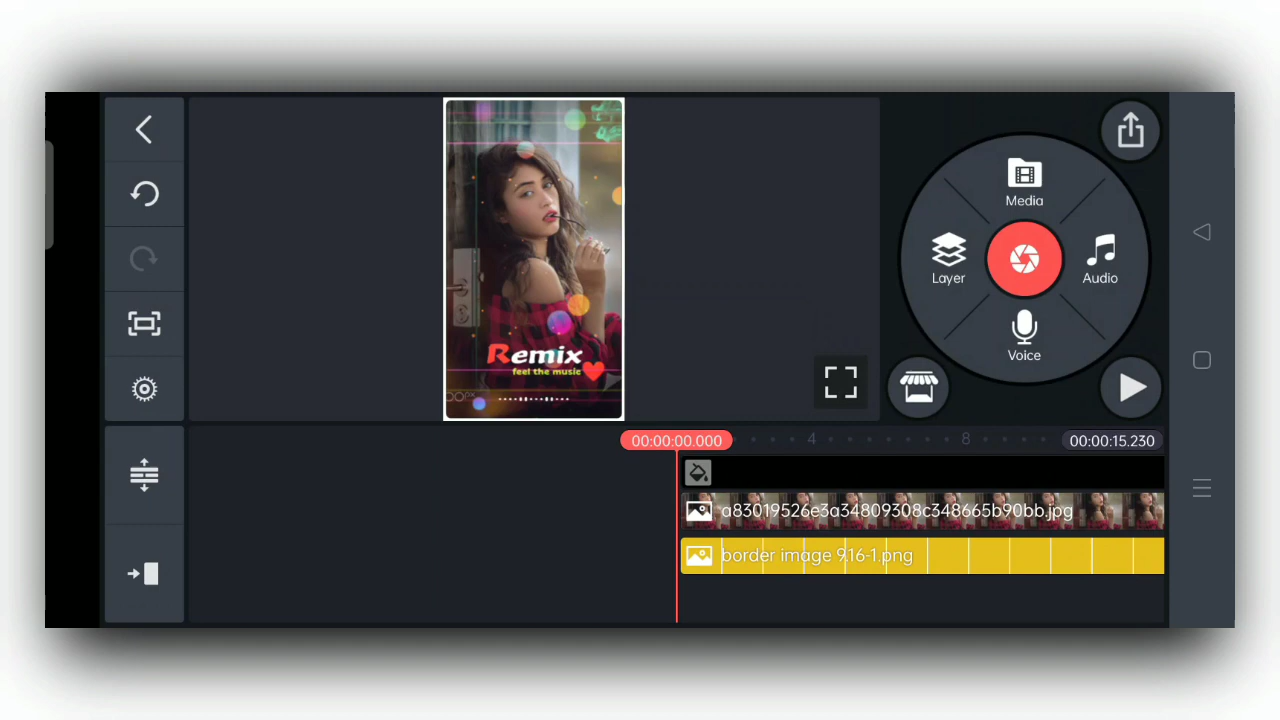 Media
Layer
Audio
Voice
Remix
feel the music
00px
00:00:00.000
4
8
00:00:15.230
a83019526e3a34809308c348665b90bb.jpg
border image 9.16-1.png